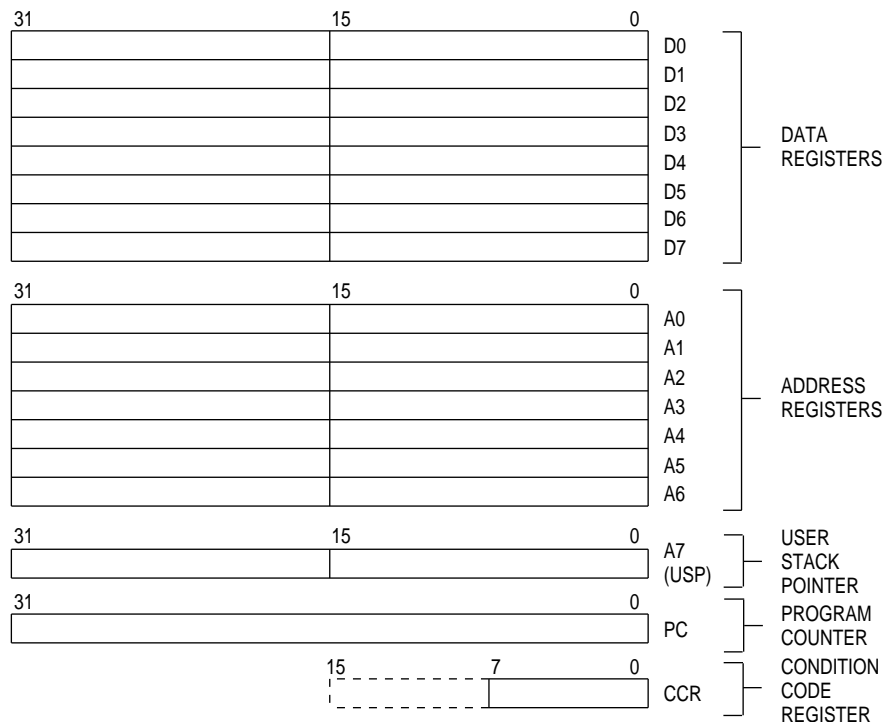 31 15 0
D0
D1
D2
D3
D4
D5
D6
D7
DATA
REGISTERS
31 15 0
A0
A1
A2
A3
A4
A5
A6
ADDRESS
REGISTERS
31 15 0
A7
(USP)
USER
STACK
POINTER
31 0
PC
PROGRAM
COUNTER
15 7 0
CCR
CONDITION
CODE
REGISTER